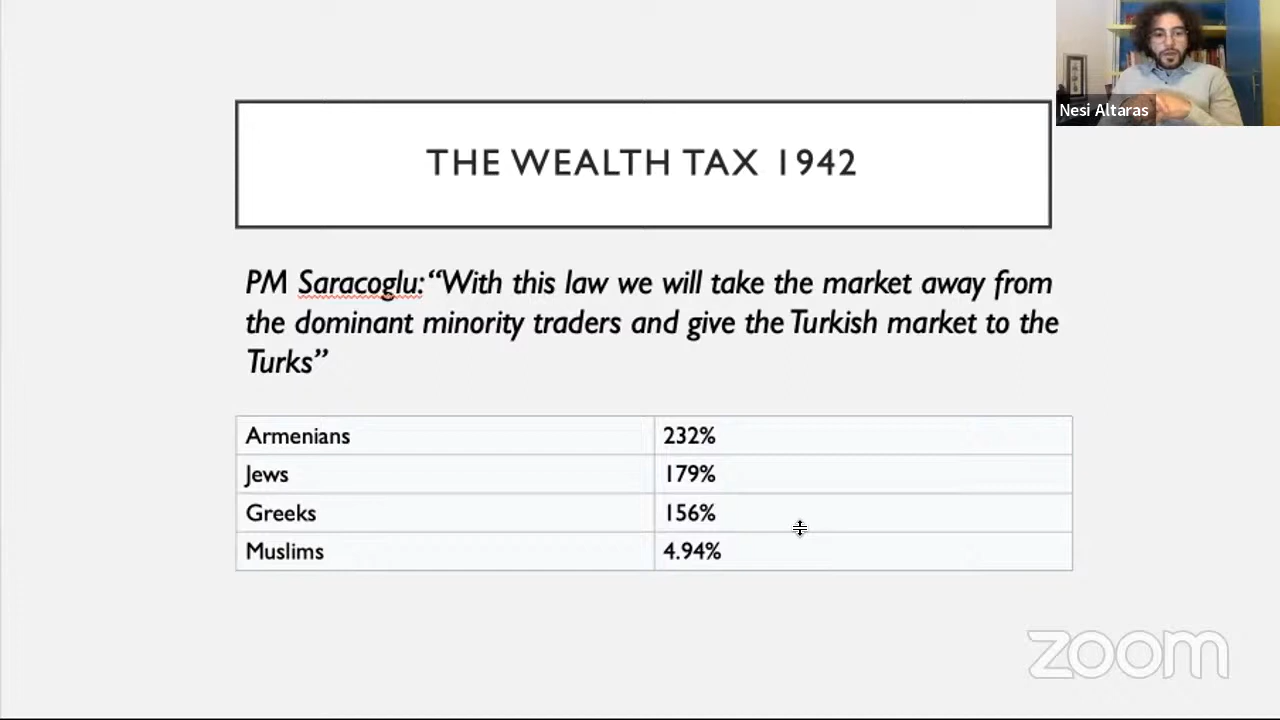 Nesi Altaras
THE WEALTH TAX 1942
PM Saracoglu: “With this law we will take the market away from
the dominant minority traders and give the Turkish market to the
Turks”
Armenians 232%
Jews 179%
Greeks 156%
Muslims 4.94%
zoom